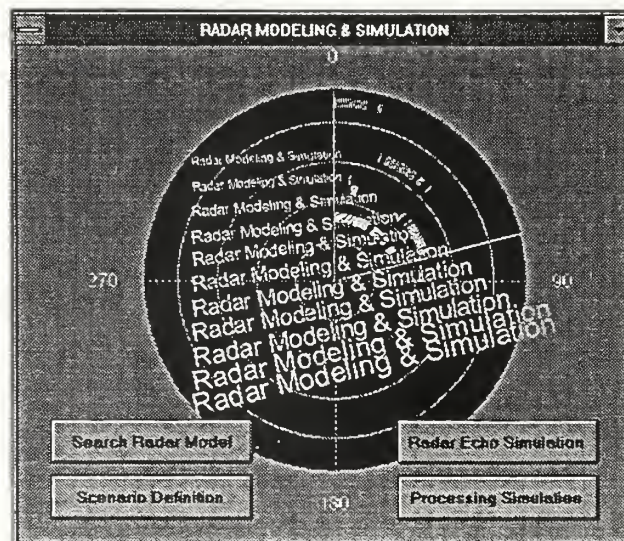 RADAR MODELING & SIMULATION
0
Radar Modeling & Simulation
Radar Modeling & Simulation
Radar Modeling & Simulation
Radar Modeling & Simulation
Radar Modeling & Simulation
Radar Modeling & Simulation
Radar Modeling & Simulation
Radar Modeling & Simulation
Radar Modeling & Simulation
Radar Modeling & Simulation
Radar Modeling & Simulation
270
90
Search Radar Model
Radar Echo Simulation
Scenario Definition
180
Processing Simulation